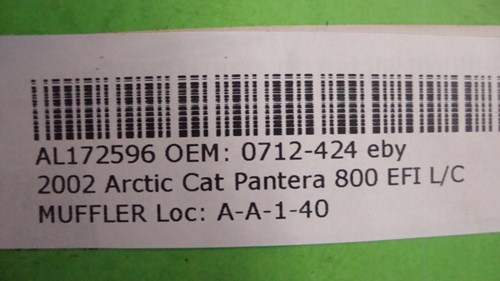 AL172596 OEM: 0712-424 eby
2002 Arctic Cat Pantera 800 EFI L/C
MUFFLER Loc: A-A-1-40